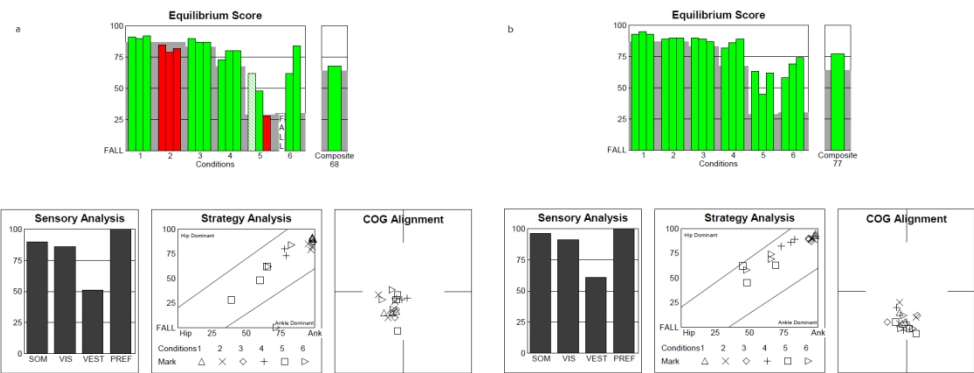 a
Equilibrium Score
100
75
50
25
FALL
F
A
L
L
1 2 3 4 5 6
Conditions
Composite
68
Sensory Analysis
100
75
50
25
0
SOM VIS VEST PREF
Strategy Analysis
100
75
50
25
FALL
Hip Dominant
Ankle Dominant
Hip 25 50 75 Ank
Conditions1 2 3 4 5 6
Mark
COG Alignment
b
Equilibrium Score
100
75
50
25
FALL
1 2 3 4 5 6
Conditions
Composite
77
Sensory Analysis
100
75
50
25
0
SOM VIS VEST PREF
Strategy Analysis
100
75
50
25
FALL
Hip Dominant
Ankle Dominant
Hip 25 50 75 Ank
Conditions1 2 3 4 5 6
Mark
COG Alignment